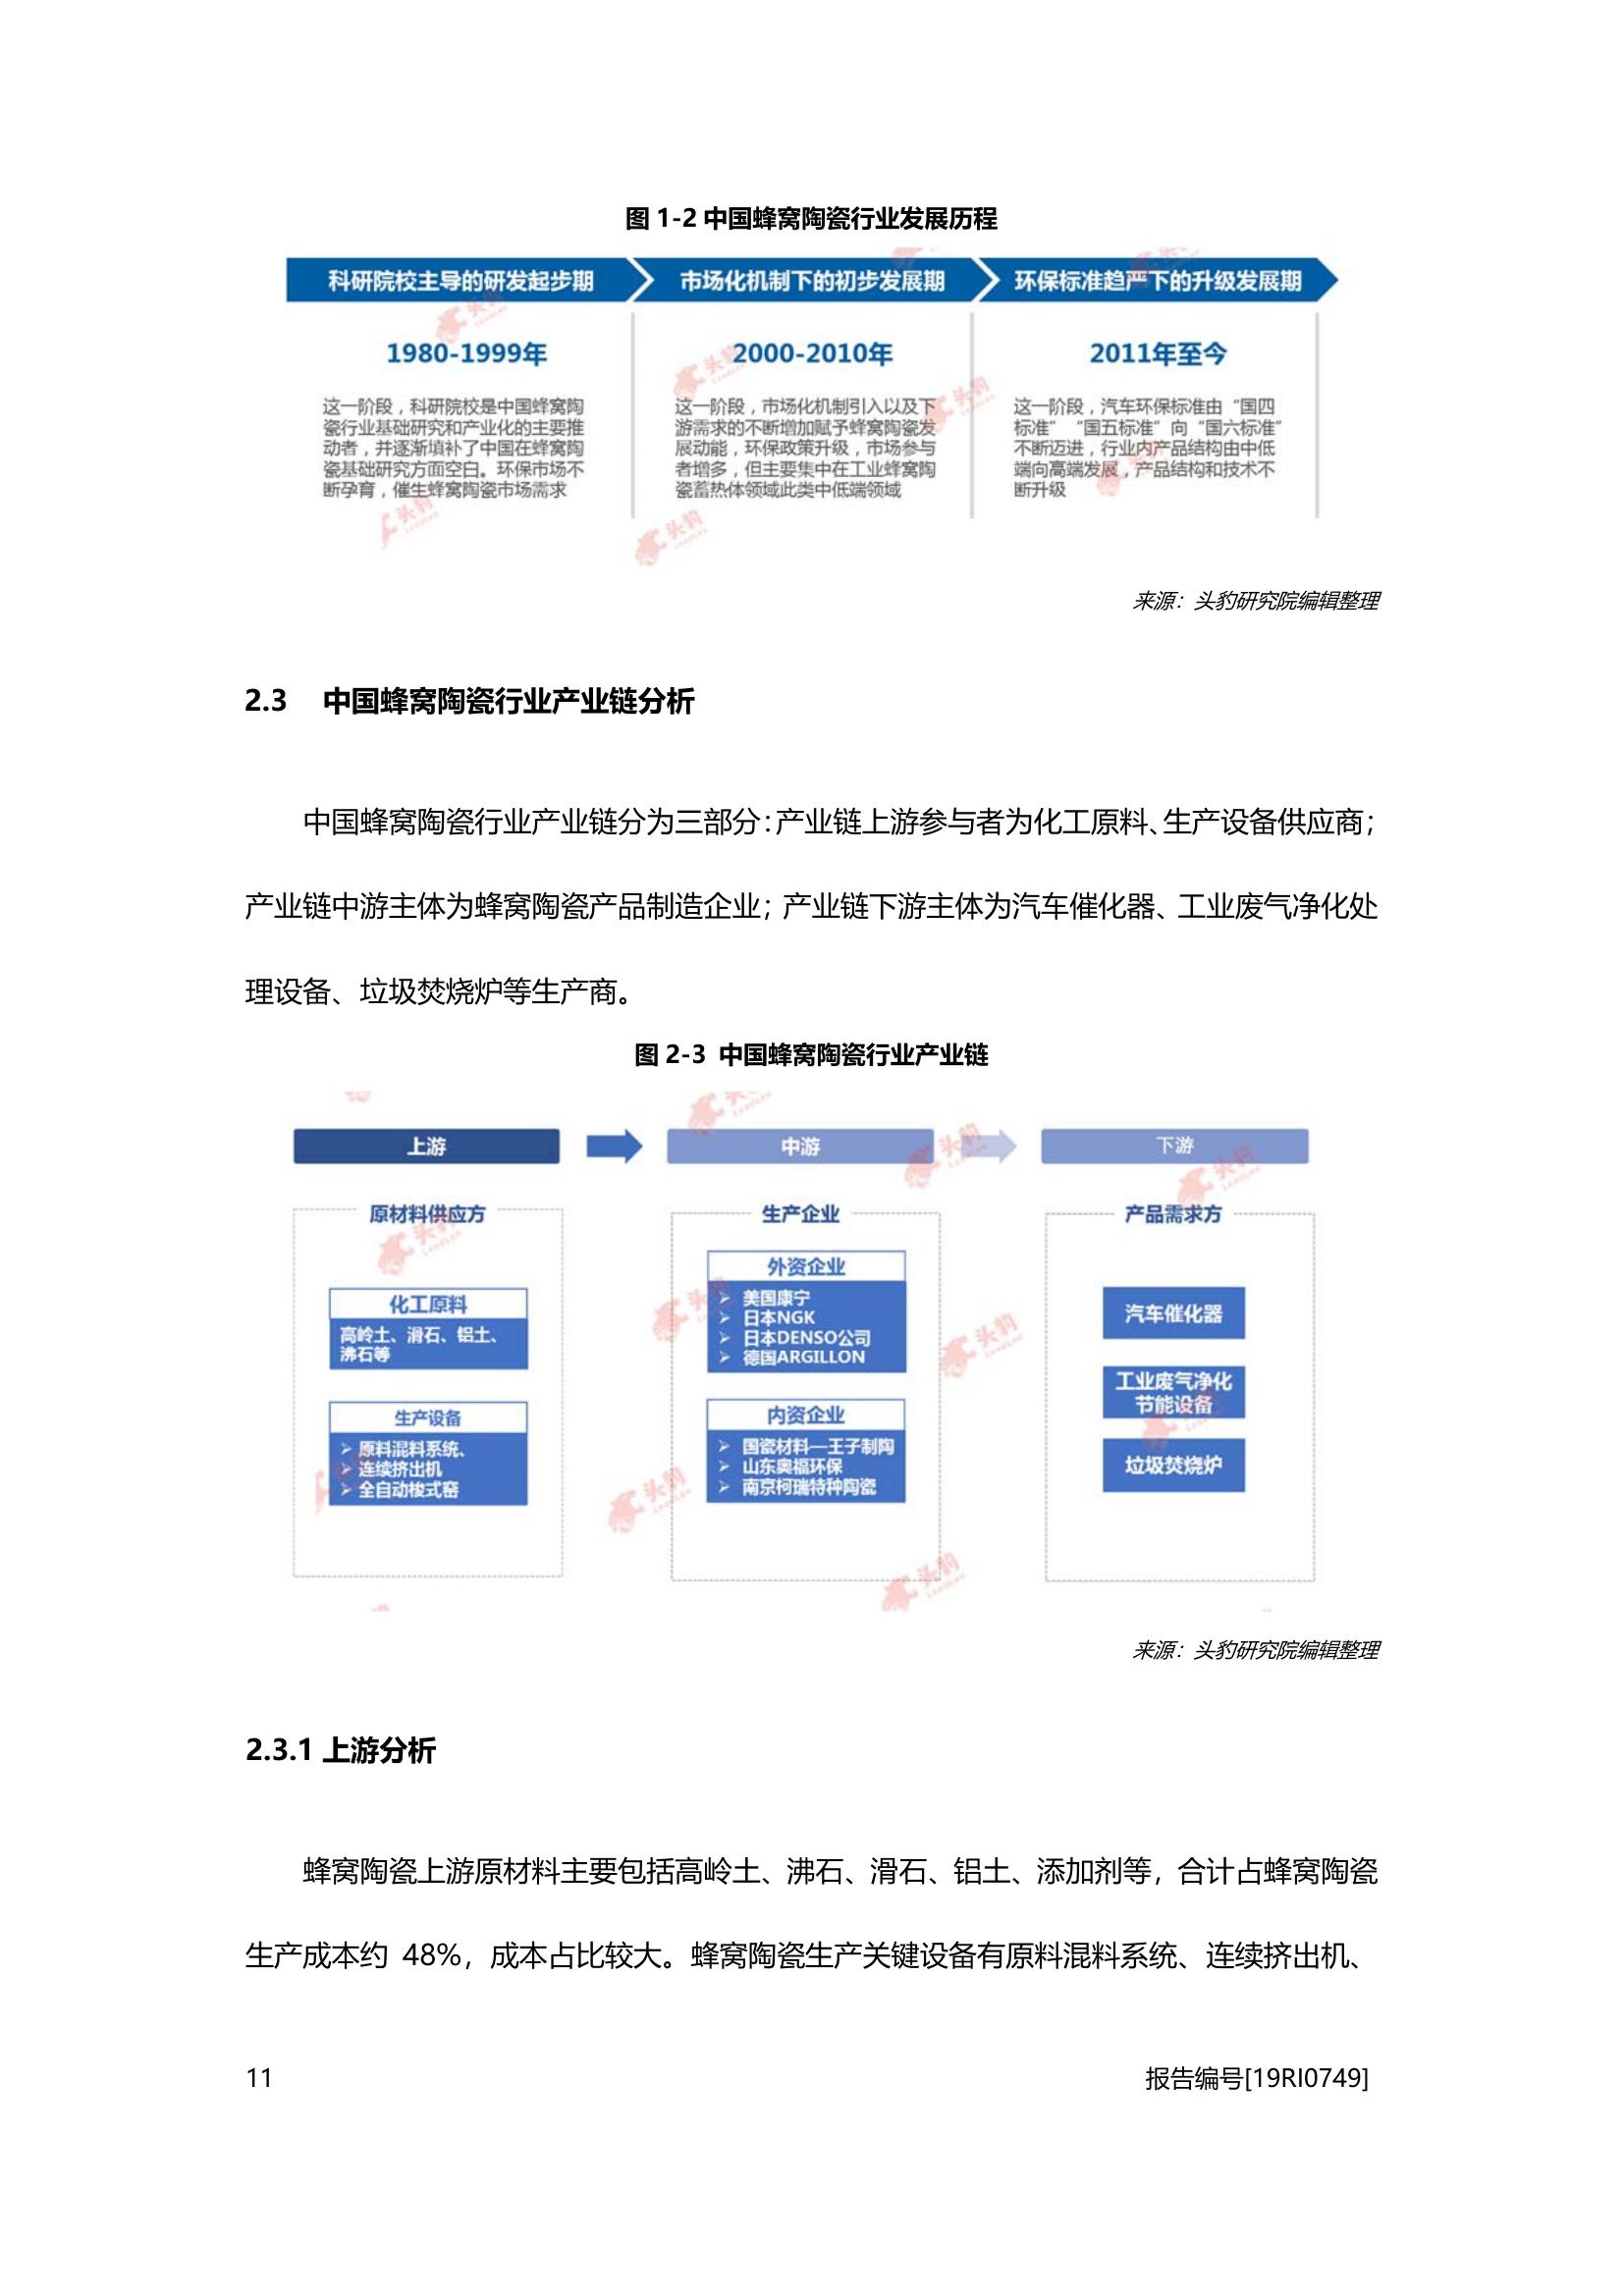 图 1-2 中国蜂窝陶瓷行业发展历程
科研院校主导的研发起步期
市场化机制下的初步发展期
环保标准趋严下的升级发展期
1980-1999年
这一阶段，科研院校是中国蜂窝陶
瓷行业基础研究和产业化的主要推
动者，并逐渐填补了中国在蜂窝陶
瓷基础研究方面空白。环保市场不
断孕育，催生蜂窝陶瓷市场需求
2000-2010年
这一阶段，市场化机制引入以及下
游需求的不断增加赋予蜂窝陶瓷发
展动能，环保政策升级，市场参与
者增多，但主要集中在工业蜂窝陶
瓷蓄热体领域此类中低端领域
2011年至今
这一阶段，汽车环保标准由“国四
标准”“国五标准”向“国六标准”
不断迈进，行业内产品结构由中低
端向高端发展，产品结构和技术不
断升级
来源：头豹研究院编辑整理
2.3 中国蜂窝陶瓷行业产业链分析
中国蜂窝陶瓷行业产业链分为三部分：产业链上游参与者为化工原料、生产设备供应商；
产业链中游主体为蜂窝陶瓷产品制造企业；产业链下游主体为汽车催化器、工业废气净化处
理设备、垃圾焚烧炉等生产商。
图 2-3 中国蜂窝陶瓷行业产业链
上游
中游
下游
原材料供应方
化工原料
高岭土、滑石、铝土、
沸石等
生产设备
➢ 原料混料系统、
➢ 连续挤出机
➢ 全自动梭式窑
生产企业
外资企业
➢ 美国康宁
➢ 日本NGK
➢ 日本DENSO公司
➢ 德国ARGILLON
内资企业
➢ 国瓷材料—王子制陶
➢ 山东奥福环保
➢ 南京柯瑞特种陶瓷
产品需求方
汽车催化器
工业废气净化
节能设备
垃圾焚烧炉
来源：头豹研究院编辑整理
2.3.1 上游分析
蜂窝陶瓷上游原材料主要包括高岭土、沸石、滑石、铝土、添加剂等，合计占蜂窝陶瓷
生产成本约 48%，成本占比较大。蜂窝陶瓷生产关键设备有原料混料系统、连续挤出机、
11
报告编号[19RI0749]